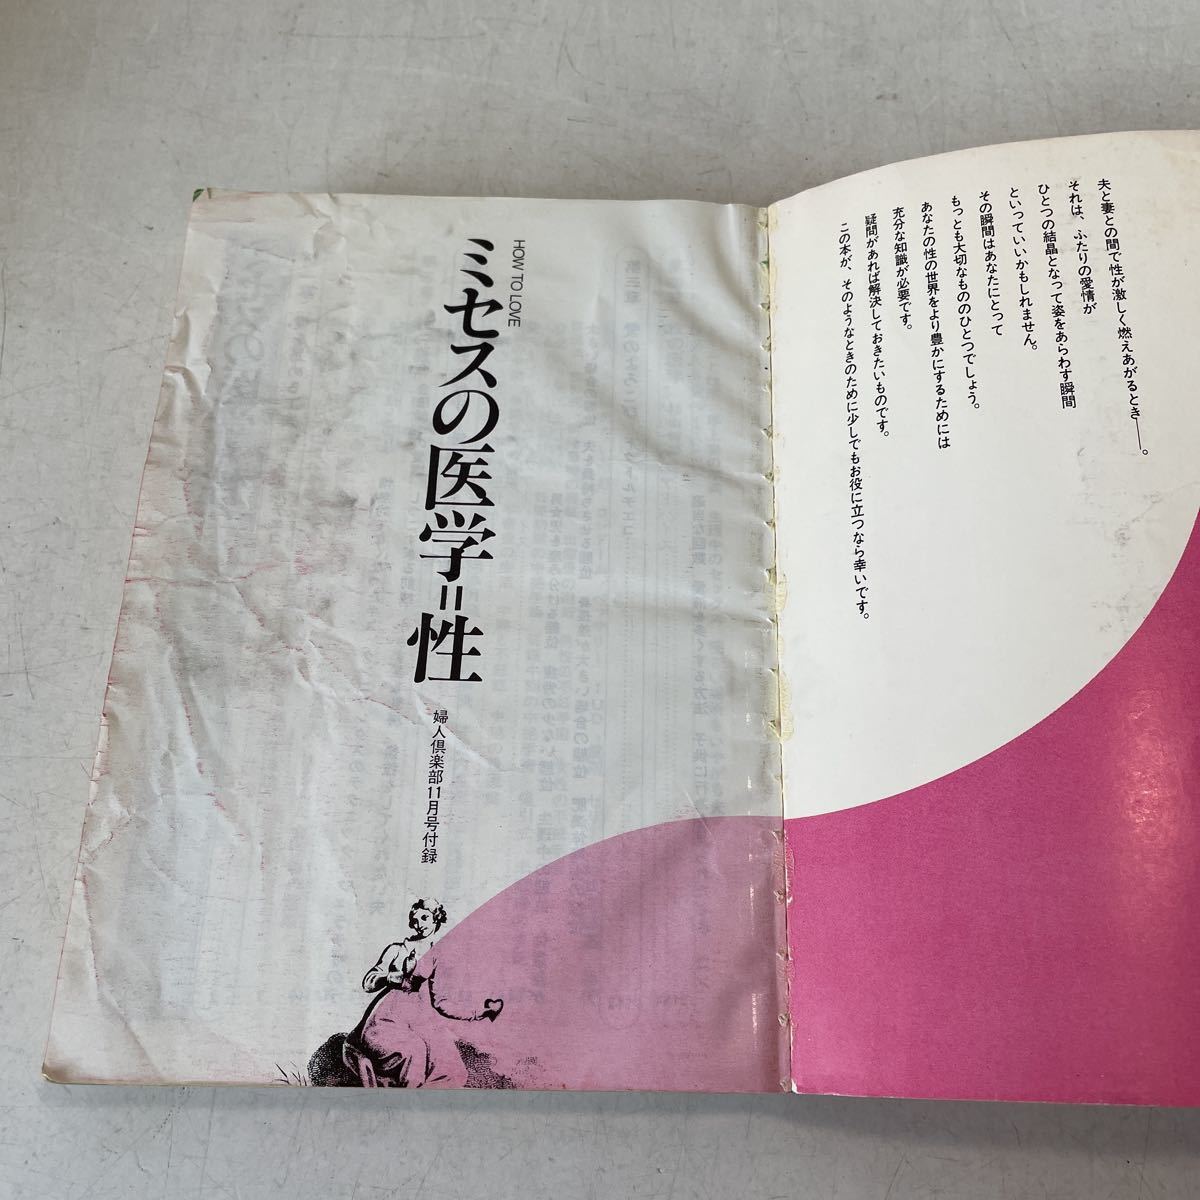 夫と妻との間で性が激しく燃えあがるとき――。
それは、ふたりの愛情が
ひとつの結晶となって姿をあらわす瞬間
といっていいかもしれません。
その瞬間はあなたにとって
もっとも大切なもののひとつでしょう。
あなたの性の世界をより豊かにするためには
充分な知識が必要です。
疑問があれば解決しておきたいものです。
この本が、そのようなときのために少しでもお役に立つなら幸いです。
HOW TO LOVE
ミセスの医学=性
婦人倶楽部11月号付録